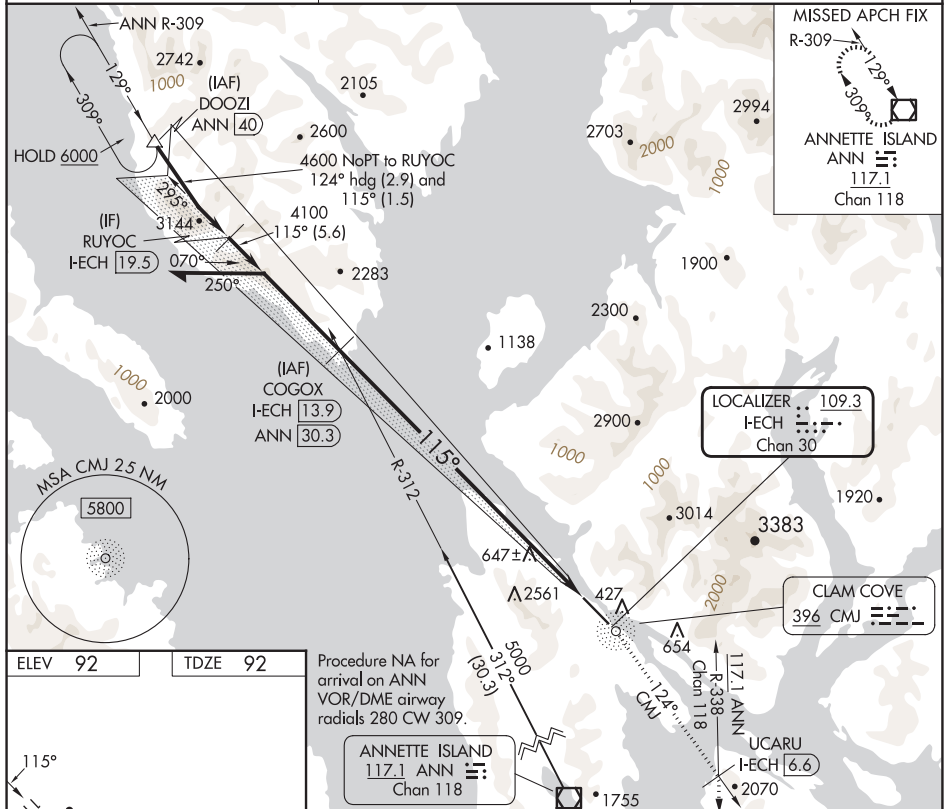 ANN R-309
129°
309°
HOLD 6000
2742
1000
(IAF)
DOOZI
ANN 40
2105
2600
4600 NoPT to RUYOC
124° hdg (2.9) and
115° (1.5)
295°
3144
4100
115° (5.6)
(IF)
RUYOC
I-ECH 19.5
070°
250°
2283
MISSED APCH FIX
R-309
129°
309°
ANNETTE ISLAND
ANN
117.1
Chan 118
2994
2703
2000
1000
1900
2300
1138
1000
2000
(IAF)
COGOX
I-ECH 13.9
ANN 30.3
115°
R-312
LOCALIZER 109.3
I-ECH
Chan 30
2900
1000
1000
1920
3014
3383
2000
MSA CMJ 25 NM
5800
647±
2561
427
654
CLAM COVE
396 CMJ
5000
312°
(30.3)
124°
CMJ
117.1 ANN
R-338
Chan 118
UCARU
I-ECH 6.6
2070
ELEV 92
TDZE 92
Procedure NA for
arrival on ANN
VOR/DME airway
radials 280 CW 309.
ANNETTE ISLAND
117.1 ANN
Chan 118
1755
115°